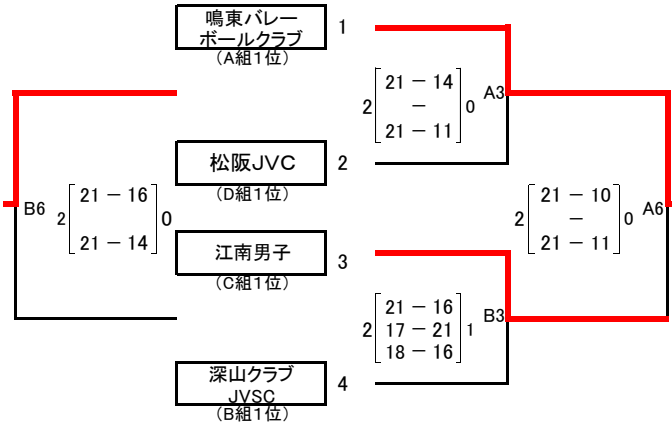 鳴東バレー
ボールクラブ
(A組1位)
1
21 － 14
－
21 － 11
2
0
A3
松阪JVC
(D組1位)
2
B6
2
21 － 16
21 － 14
0
江南男子
(C組1位)
3
2
21 － 10
－
21 － 11
0
A6
2
21 － 16
17 － 21
18 － 16
1
B3
深山クラブ
JVSC
(B組1位)
4